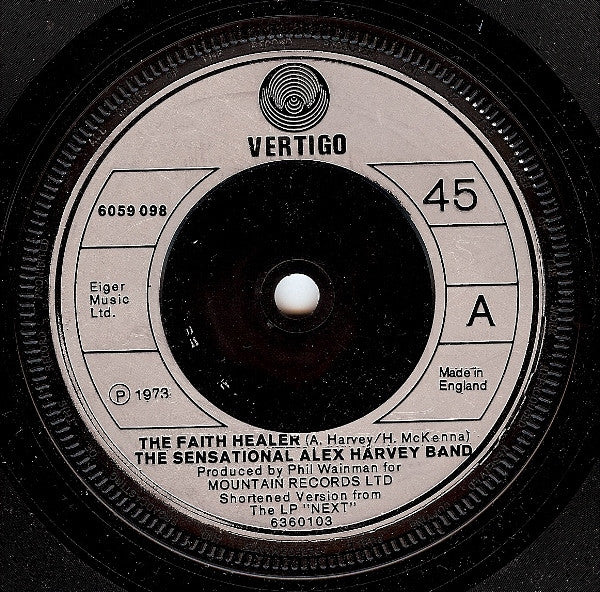 VERTIGO
6059 098
45
Eiger
Music
Ltd.
A
℗ 1973
Made in
England
THE FAITH HEALER (A. Harvey/H. McKenna)
THE SENSATIONAL ALEX HARVEY BAND
Produced by Phil Wainman for
MOUNTAIN RECORDS LTD
Shortened Version from
The LP "NEXT"
6360103